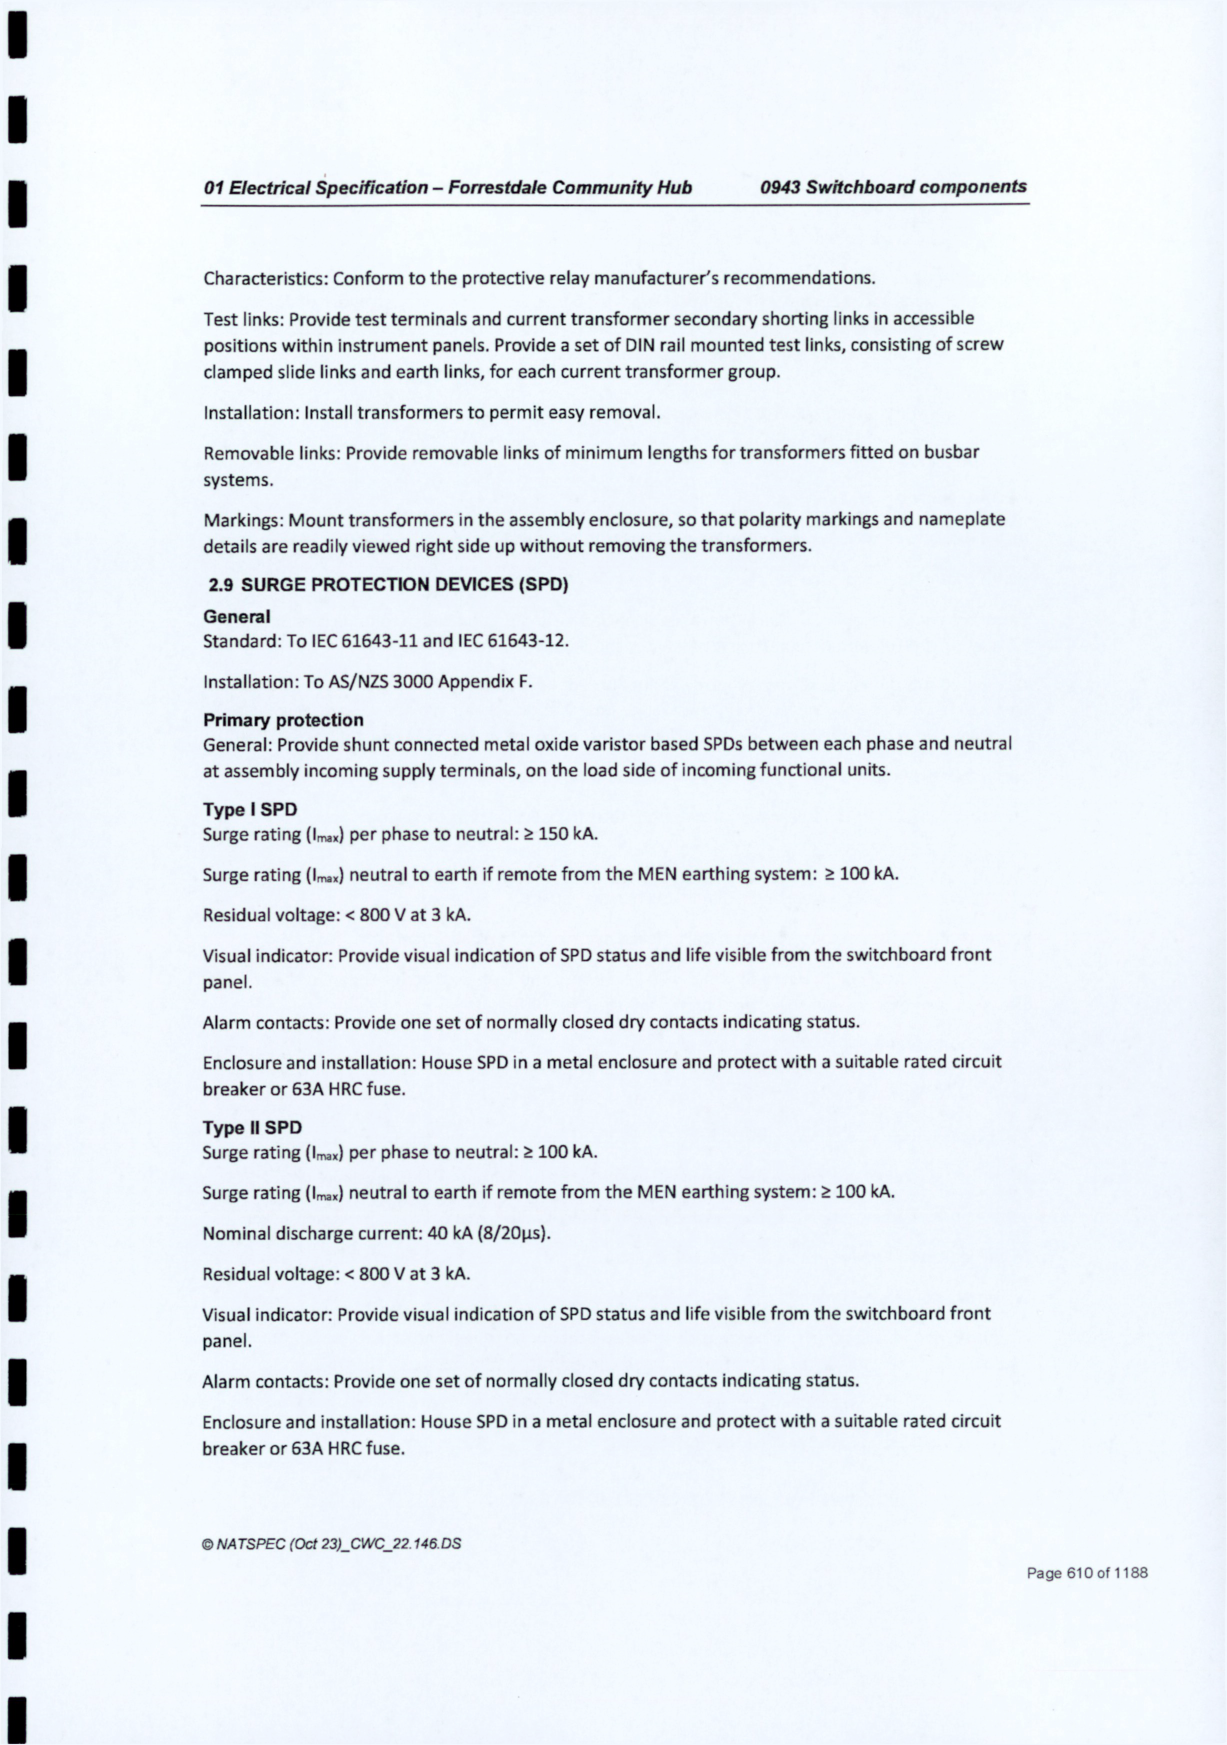 01 Electrical Specification – Forrestdale Community Hub 0943 Switchboard components
Characteristics: Conform to the protective relay manufacturer's recommendations.
Test links: Provide test terminals and current transformer secondary shorting links in accessible
positions within instrument panels. Provide a set of DIN rail mounted test links, consisting of screw
clamped slide links and earth links, for each current transformer group.
Installation: Install transformers to permit easy removal.
Removable links: Provide removable links of minimum lengths for transformers fitted on busbar
systems.
Markings: Mount transformers in the assembly enclosure, so that polarity markings and nameplate
details are readily viewed right side up without removing the transformers.
2.9 SURGE PROTECTION DEVICES (SPD)
General
Standard: To IEC 61643-11 and IEC 61643-12.
Installation: To AS/NZS 3000 Appendix F.
Primary protection
General: Provide shunt connected metal oxide varistor based SPDs between each phase and neutral
at assembly incoming supply terminals, on the load side of incoming functional units.
Type I SPD
Surge rating (Imax) per phase to neutral: ≥ 150 kA.
Surge rating (Imax) neutral to earth if remote from the MEN earthing system: ≥ 100 kA.
Residual voltage: < 800 V at 3 kA.
Visual indicator: Provide visual indication of SPD status and life visible from the switchboard front
panel.
Alarm contacts: Provide one set of normally closed dry contacts indicating status.
Enclosure and installation: House SPD in a metal enclosure and protect with a suitable rated circuit
breaker or 63A HRC fuse.
Type II SPD
Surge rating (Imax) per phase to neutral: ≥ 100 kA.
Surge rating (Imax) neutral to earth if remote from the MEN earthing system: ≥ 100 kA.
Nominal discharge current: 40 kA (8/20µs).
Residual voltage: < 800 V at 3 kA.
Visual indicator: Provide visual indication of SPD status and life visible from the switchboard front
panel.
Alarm contacts: Provide one set of normally closed dry contacts indicating status.
Enclosure and installation: House SPD in a metal enclosure and protect with a suitable rated circuit
breaker or 63A HRC fuse.
© NATSPEC (Oct 23)_CWC_22.146.DS
Page 610 of 1188